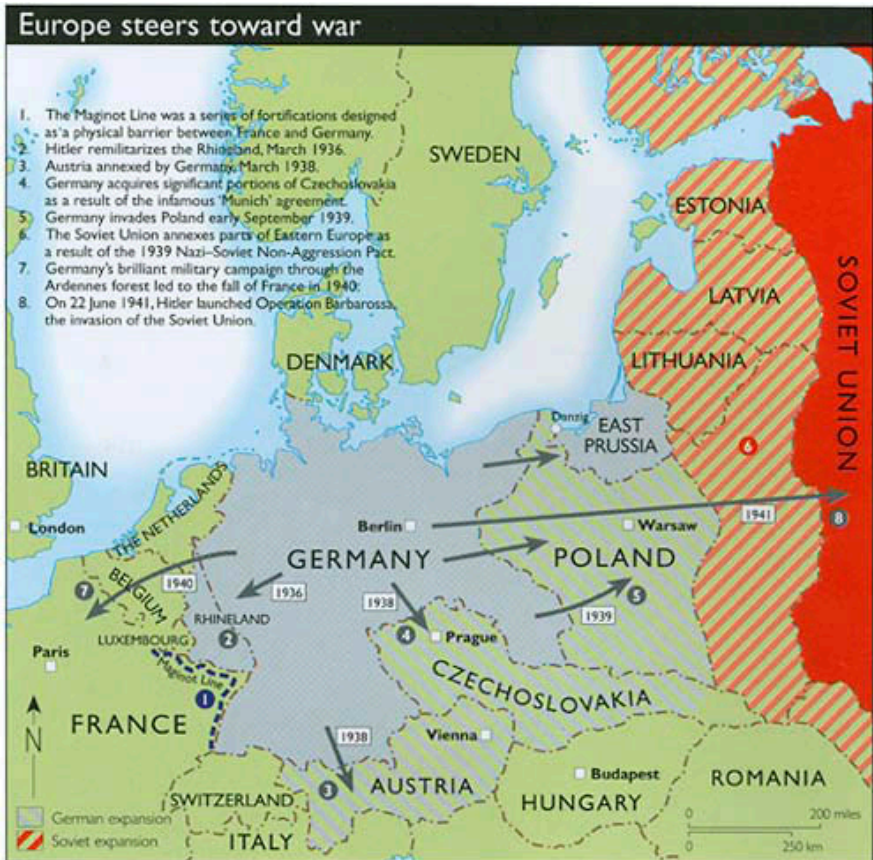 Europe steers toward war
1. The Maginot Line was a series of fortifications designed
as a physical barrier between France and Germany.
2. Hitler remilitarizes the Rhineland, March 1936.
3. Austria annexed by Germany, March 1938.
4. Germany acquires significant portions of Czechoslovakia
as a result of the infamous 'Munich' agreement.
5. Germany invades Poland early September 1939.
6. The Soviet Union annexes parts of Eastern Europe as
a result of the 1939 Nazi–Soviet Non-Aggression Pact.
7. Germany's brilliant military campaign through the
Ardennes forest led to the fall of France in 1940:
8. On 22 June 1941, Hitler launched Operation Barbarossa,
the invasion of the Soviet Union.
SWEDEN
ESTONIA
LATVIA
LITHUANIA
SOVIET UNION
DENMARK
Danzig
EAST
PRUSSIA
6
BRITAIN
London
THE NETHERLANDS
Berlin
Warsaw
1941
8
GERMANY
POLAND
BELGIUM
7
1940
1936
1938
5
1939
RHINELAND
2
LUXEMBOURG
4
Prague
Paris
Maginot Line
1
CZECHOSLOVAKIA
N
FRANCE
1938
Vienna
3
AUSTRIA
Budapest
HUNGARY
ROMANIA
SWITZERLAND
ITALY
German expansion
Soviet expansion
0 200 miles
0 250 km